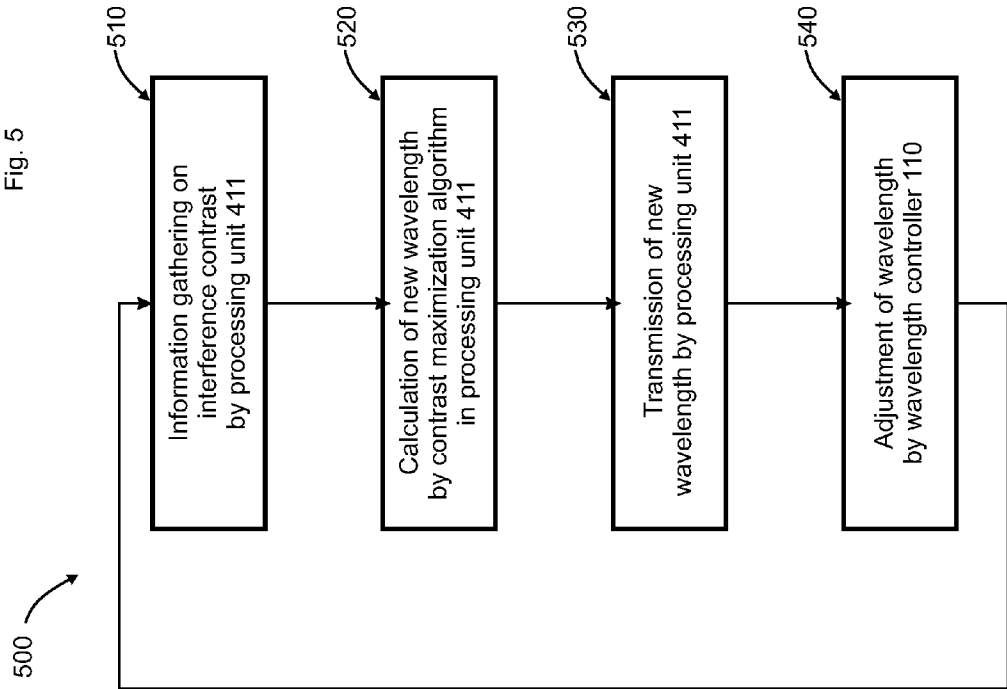 Fig. 5
500
510
Information gathering on
interference contrast
by processing unit 411
520
Calculation of new wavelength
by contrast maximization algorithm
in processing unit 411
530
Transmission of new
wavelength by processing unit 411
540
Adjustment of wavelength
by wavelength controller 110